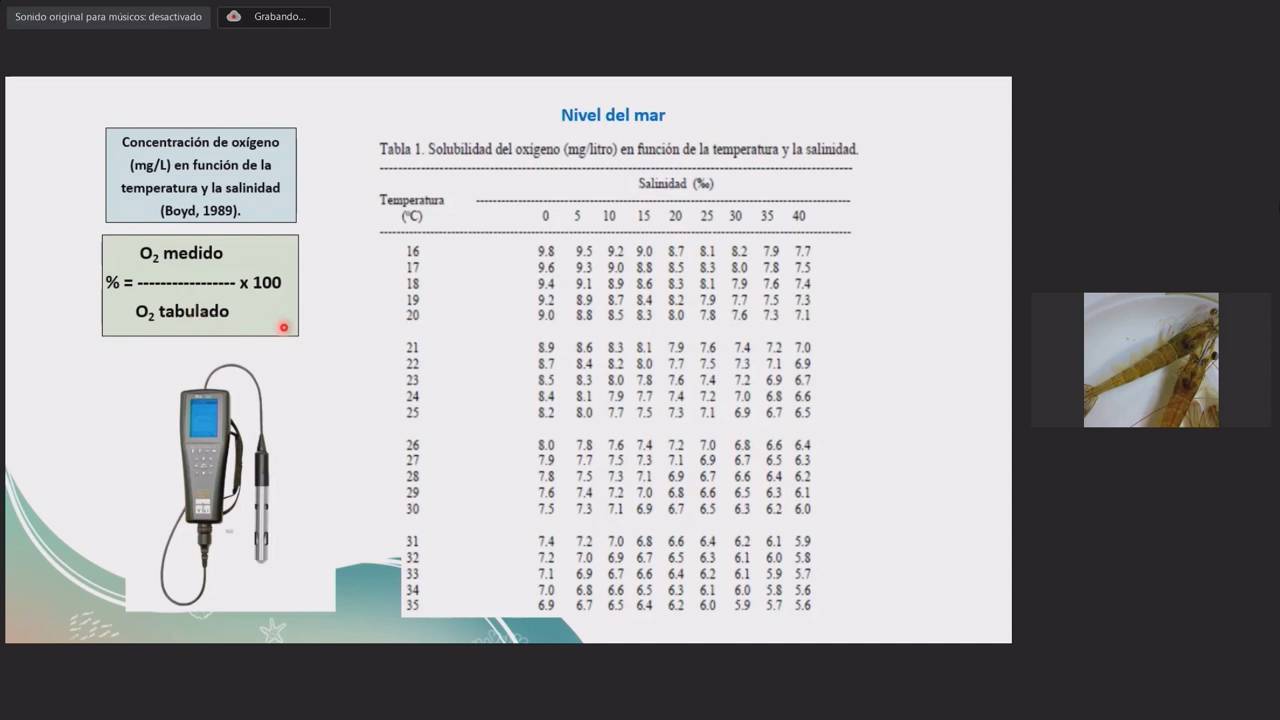 Sonido original para músicos: desactivado
Grabando...
Nivel del mar
Concentración de oxígeno
(mg/L) en función de la
temperatura y la salinidad
(Boyd, 1989).
O2 medido
% = ----------------- x 100
O2 tabulado
Tabla 1. Solubilidad del oxígeno (mg/litro) en función de la temperatura y la salinidad.
Salinidad (‰)
Temperatura
(ºC) 0 5 10 15 20 25 30 35 40
16 9.8 9.5 9.2 9.0 8.7 8.1 8.2 7.9 7.7
17 9.6 9.3 9.0 8.8 8.5 8.3 8.0 7.8 7.5
18 9.4 9.1 8.9 8.6 8.3 8.1 7.9 7.6 7.4
19 9.2 8.9 8.7 8.4 8.2 7.9 7.7 7.5 7.3
20 9.0 8.8 8.5 8.3 8.0 7.8 7.6 7.3 7.1
21 8.9 8.6 8.3 8.1 7.9 7.6 7.4 7.2 7.0
22 8.7 8.4 8.2 8.0 7.7 7.5 7.3 7.1 6.9
23 8.5 8.3 8.0 7.8 7.6 7.4 7.2 6.9 6.7
24 8.4 8.1 7.9 7.7 7.4 7.2 7.0 6.8 6.6
25 8.2 8.0 7.7 7.5 7.3 7.1 6.9 6.7 6.5
26 8.0 7.8 7.6 7.4 7.2 7.0 6.8 6.6 6.4
27 7.9 7.7 7.5 7.3 7.1 6.9 6.7 6.5 6.3
28 7.8 7.5 7.3 7.1 6.9 6.7 6.6 6.4 6.2
29 7.6 7.4 7.2 7.0 6.8 6.6 6.5 6.3 6.1
30 7.5 7.3 7.1 6.9 6.7 6.5 6.3 6.2 6.0
31 7.4 7.2 7.0 6.8 6.6 6.4 6.2 6.1 5.9
32 7.2 7.0 6.9 6.7 6.5 6.3 6.1 6.0 5.8
33 7.1 6.9 6.7 6.6 6.4 6.2 6.1 5.9 5.7
34 7.0 6.8 6.6 6.5 6.3 6.1 6.0 5.8 5.6
35 6.9 6.7 6.5 6.4 6.2 6.0 5.9 5.7 5.6